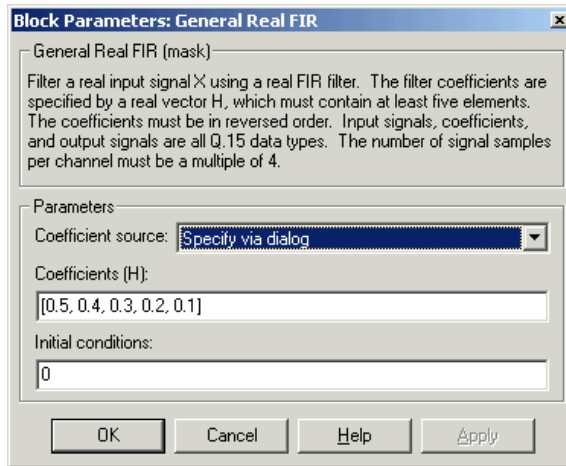 Block Parameters: General Real FIR
General Real FIR (mask)
Filter a real input signal X using a real FIR filter. The filter coefficients are
specified by a real vector H, which must contain at least five elements.
The coefficients must be in reversed order. Input signals, coefficients,
and output signals are all Q.15 data types. The number of signal samples
per channel must be a multiple of 4.
Parameters
Coefficient source: Specify via dialog
Coefficients (H):
[0.5, 0.4, 0.3, 0.2, 0.1]
Initial conditions:
0
OK Cancel Help Apply